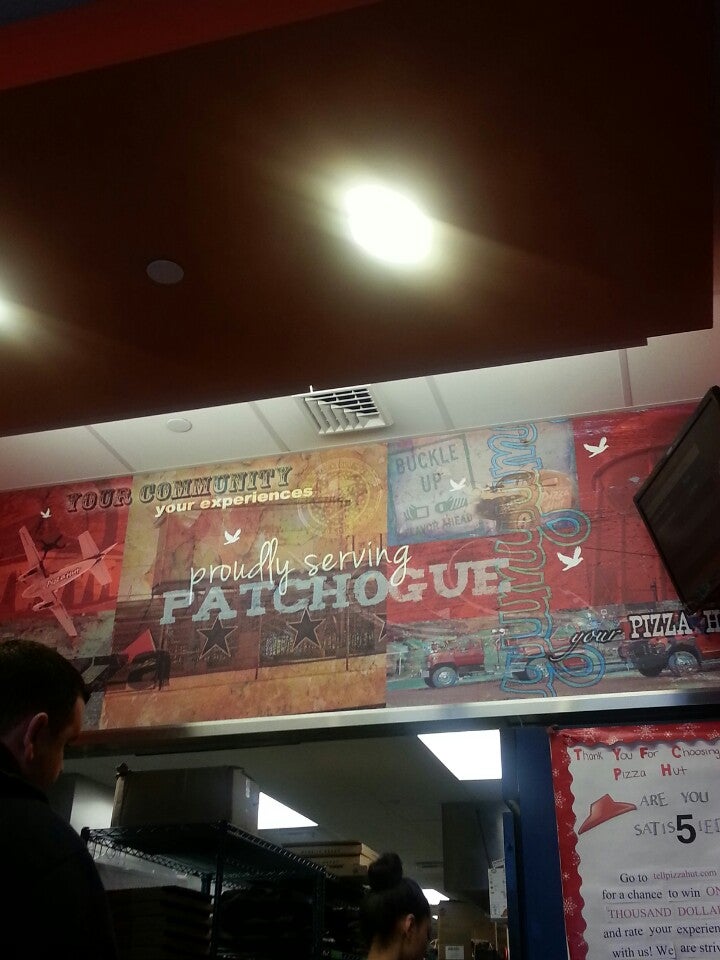 YOUR COMMUNITY
your experiences
proudly serving
PATCHOGUE
BUCKLE
UP
AHEAD
your PIZZA H
Thank You For Choosing
Pizza Hut
ARE YOU
SATIS5IED
Go to tellpizzahut.com
for a chance to win ON
THOUSAND DOLLA
and rate your experien
with us! We are stri